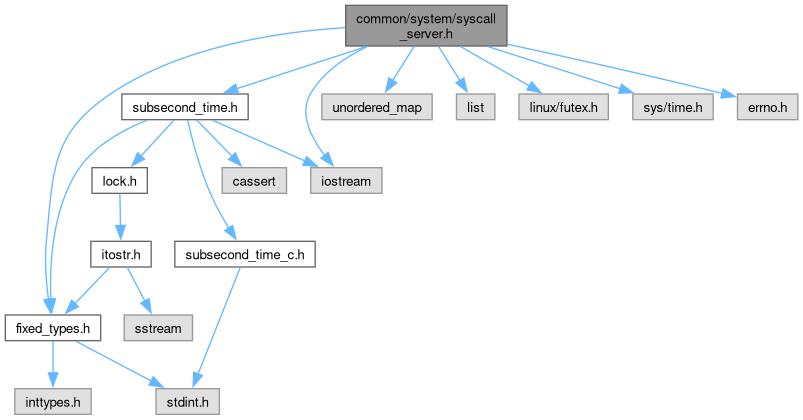 common/system/syscall
_server.h
subsecond_time.h
unordered_map
list
linux/futex.h
sys/time.h
errno.h
lock.h
cassert
iostream
itostr.h
subsecond_time_c.h
fixed_types.h
sstream
inttypes.h
stdint.h